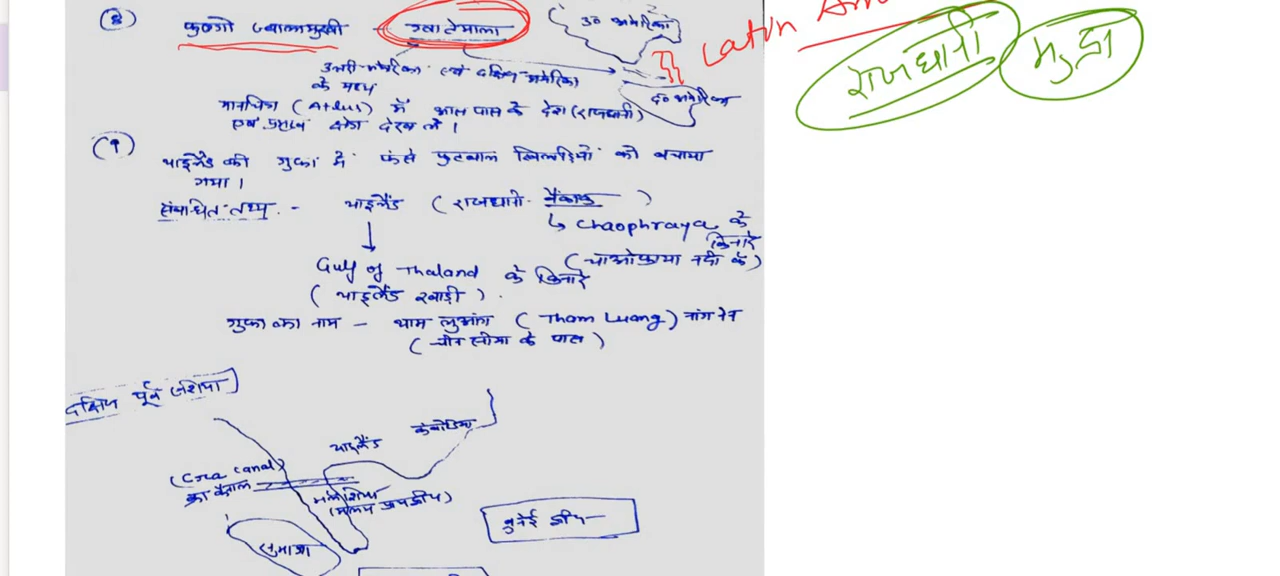 (8) फुएगो ज्वालामुखी - ग्वाटेमाला
उ० अमेरिका
Latin Ame
राजधानी मुद्रा
उत्तरी अमेरिका एवं दक्षिण अमेरिका
के मध्य
द० अमेरिका
मानचित्र (Atlas) में आस पास के देश (राजधानी)
एवं प्रमुख क्षेत्र देख लें।
(9) थाईलैंड की गुफा में फंसे फुटबाल खिलाड़ियों को बचाया
गया।
संबंधित तथ्य - थाईलैंड (राजधानी - बैंकाक)
↳ Chaophraya के
किनारे
(चाओफ्राया नदी के)
Gulf of Thaland के किनारे
(थाईलैंड खाड़ी).
गुफा का नाम - थाम लुआंग (Tham Luang) नांग नोन
(चीन सीमा के पास)
दक्षिण पूर्व एशिया
थाईलैंड कंबोडिया
(Cra canal)
क्रा कैनाल
मलेशिया
(मलय प्रायद्वीप)
सुमात्रा
ब्रुनेई द्वीप -